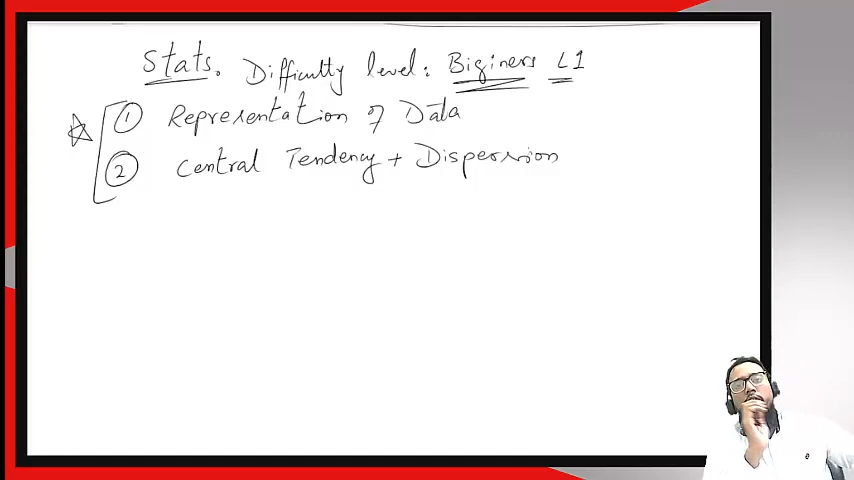 Stats. Difficulty level: Biginers L1
① Representation of Data
② Central Tendency + Dispersion